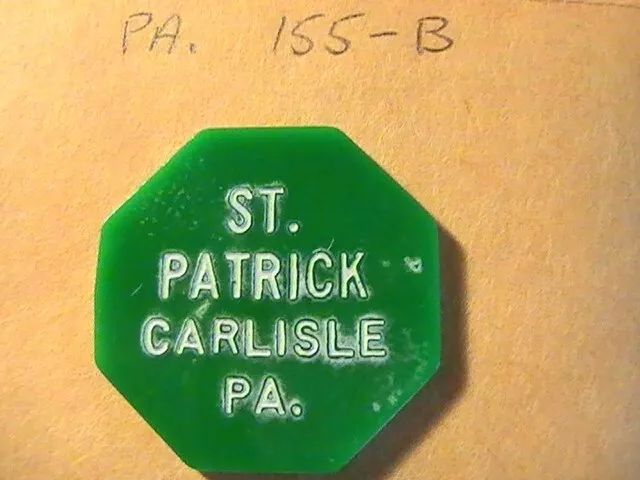 PA. 155-B
ST.
PATRICK
CARLISLE
PA.